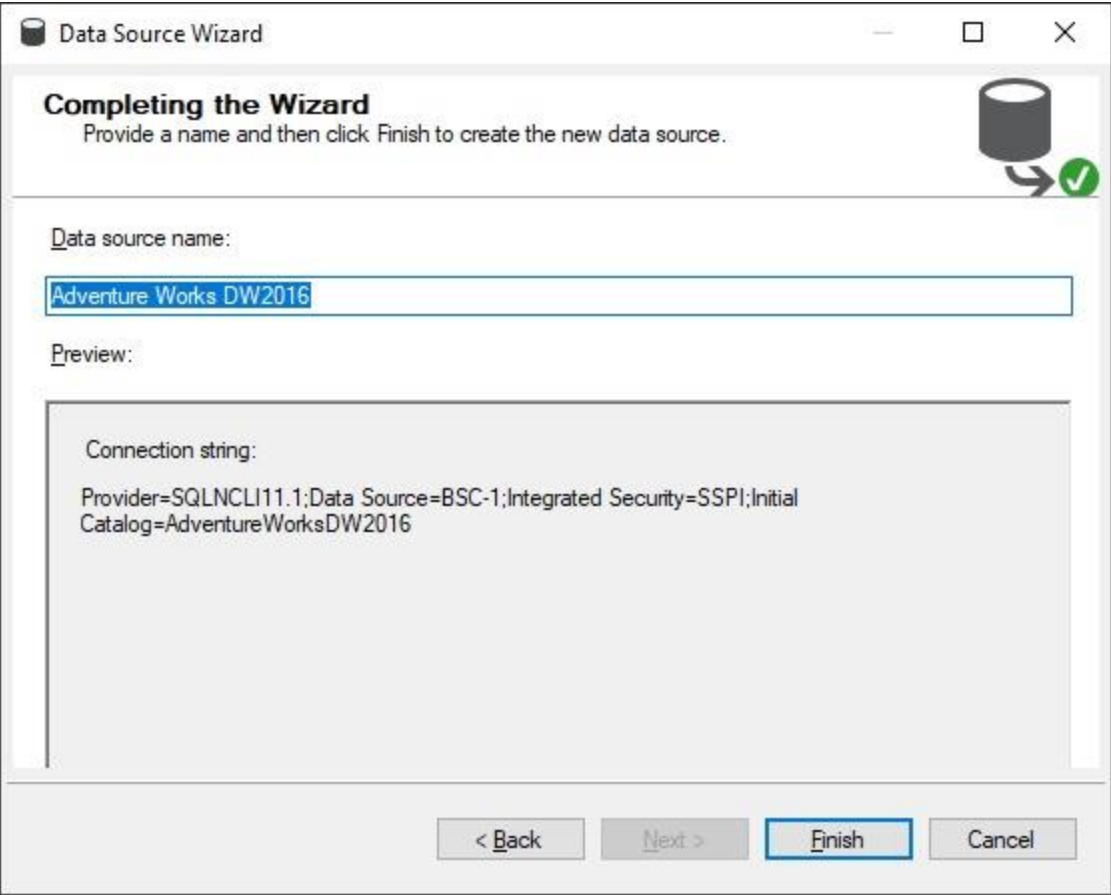 Data Source Wizard
Completing the Wizard
Provide a name and then click Finish to create the new data source.
Data source name:
Adventure Works DW2016
Preview:
Connection string:
Provider=SQLNCLI11.1;Data Source=BSC-1;Integrated Security=SSPI;Initial
Catalog=AdventureWorksDW2016
< Back Next > Finish Cancel